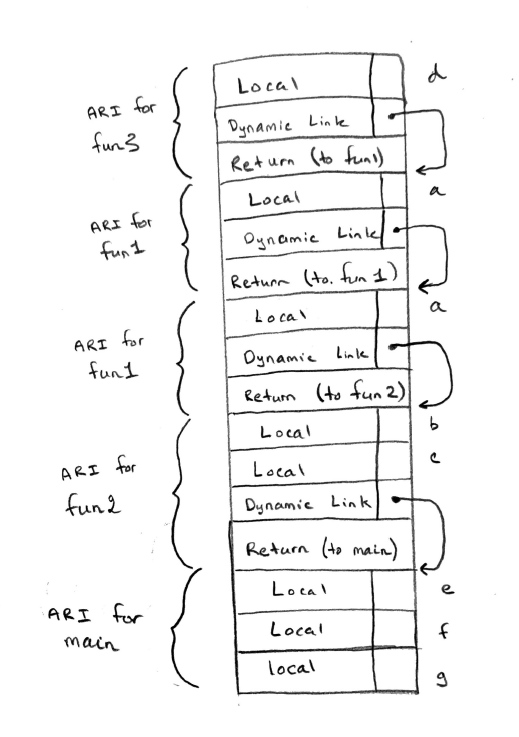 Local d
ARI for
fun3
Dynamic Link
Return (to fun1)
Local a
ARI for
fun1
Dynamic Link
Return (to. fun 1)
Local a
ARI for
fun1
Dynamic Link
Return (to fun2)
Local b
Local c
ARI for
fun2
Dynamic Link
Return (to main)
Local e
ARI for
main
Local f
local g